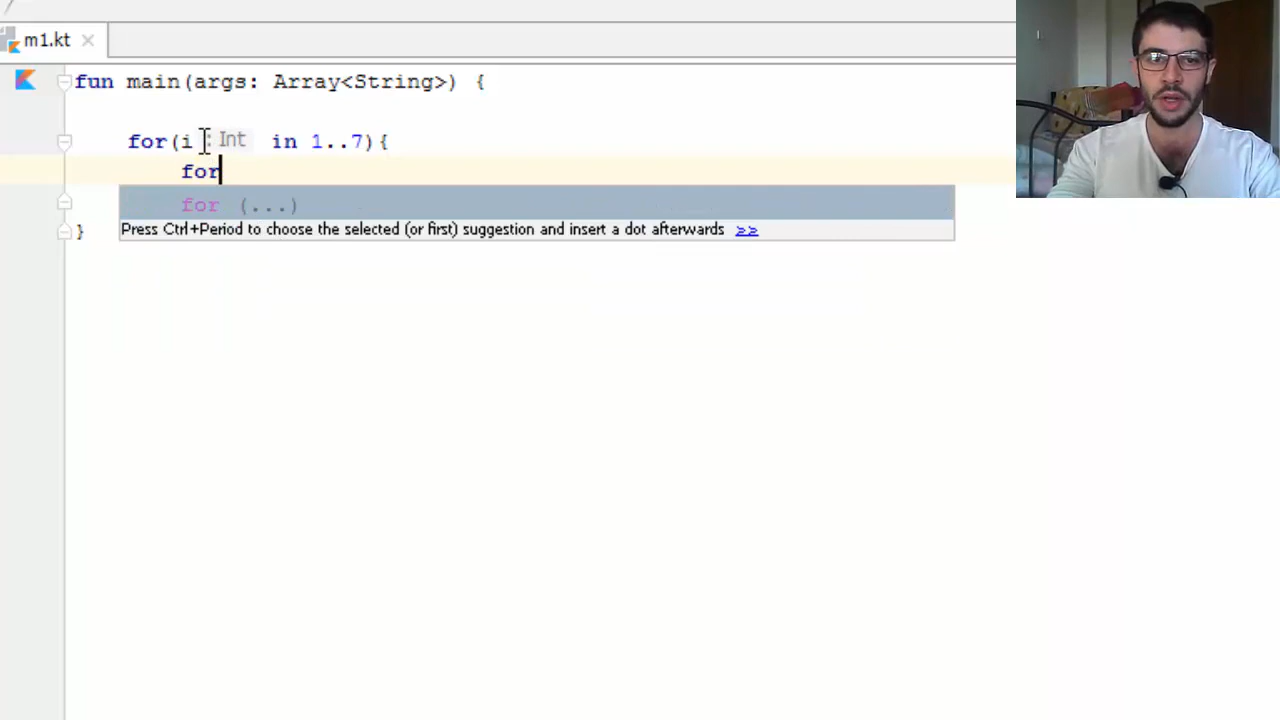 m1.kt
fun main(args: Array<String>) {
for(i : Int in 1..7){
for
for (...)
Press Ctrl+Period to choose the selected (or first) suggestion and insert a dot afterwards >>
}